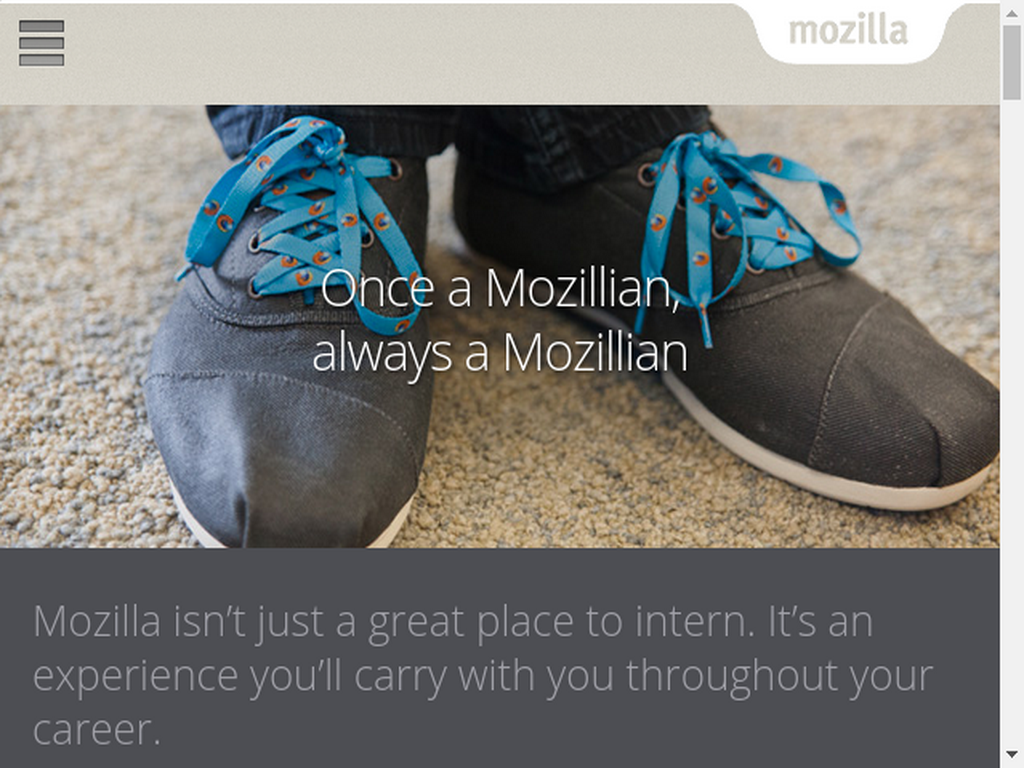 mozilla
Once a Mozillian,
always a Mozillian
Mozilla isn’t just a great place to intern. It’s an
experience you’ll carry with you throughout your
career.